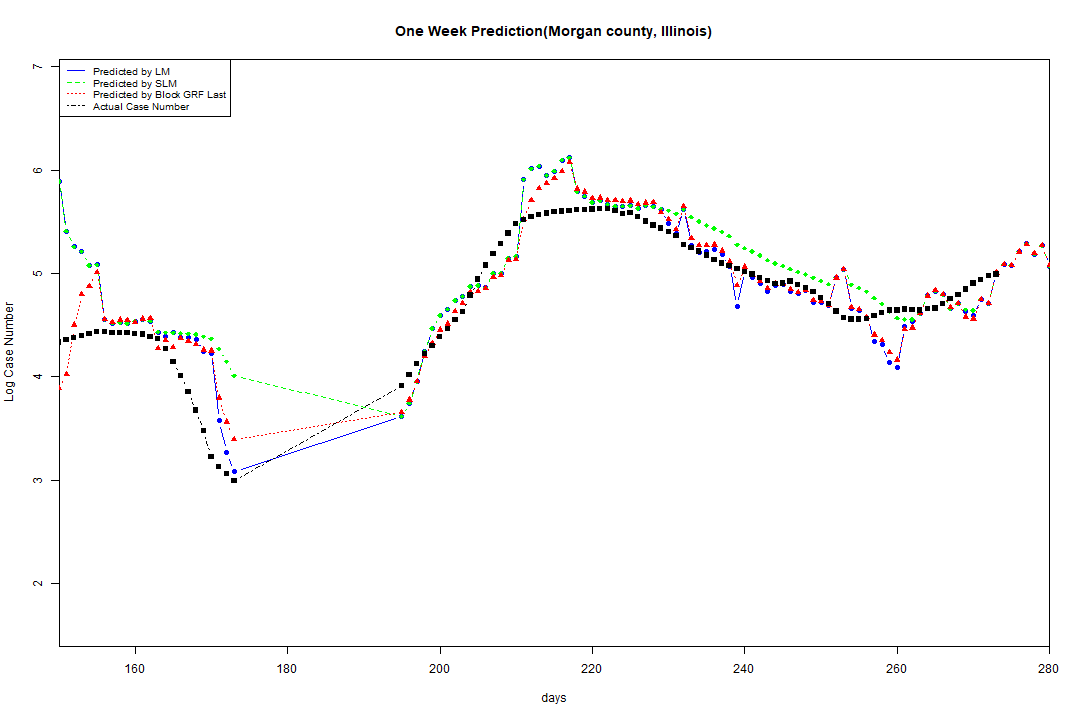 One Week Prediction(Morgan county, Illinois)
Predicted by LM
Predicted by SLM
Predicted by Block GRF Last
Actual Case Number
Log Case Number
7
6
5
4
3
2
160 180 200 220 240 260 280
days